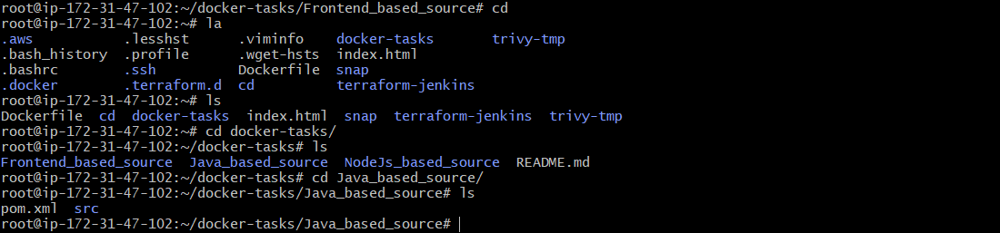 root@ip-172-31-47-102:~/docker-tasks/Frontend_based_source# cd
root@ip-172-31-47-102:~# la
.aws           .lesshst      .viminfo    docker-tasks       trivy-tmp
.bash_history  .profile      .wget-hsts  index.html
.bashrc        .ssh          Dockerfile  snap
.docker        .terraform.d  cd          terraform-jenkins
root@ip-172-31-47-102:~# ls
Dockerfile  cd  docker-tasks  index.html  snap  terraform-jenkins  trivy-tmp
root@ip-172-31-47-102:~# cd docker-tasks/
root@ip-172-31-47-102:~/docker-tasks# ls
Frontend_based_source  Java_based_source  NodeJs_based_source  README.md
root@ip-172-31-47-102:~/docker-tasks# cd Java_based_source/
root@ip-172-31-47-102:~/docker-tasks/Java_based_source# ls
pom.xml  src
root@ip-172-31-47-102:~/docker-tasks/Java_based_source#